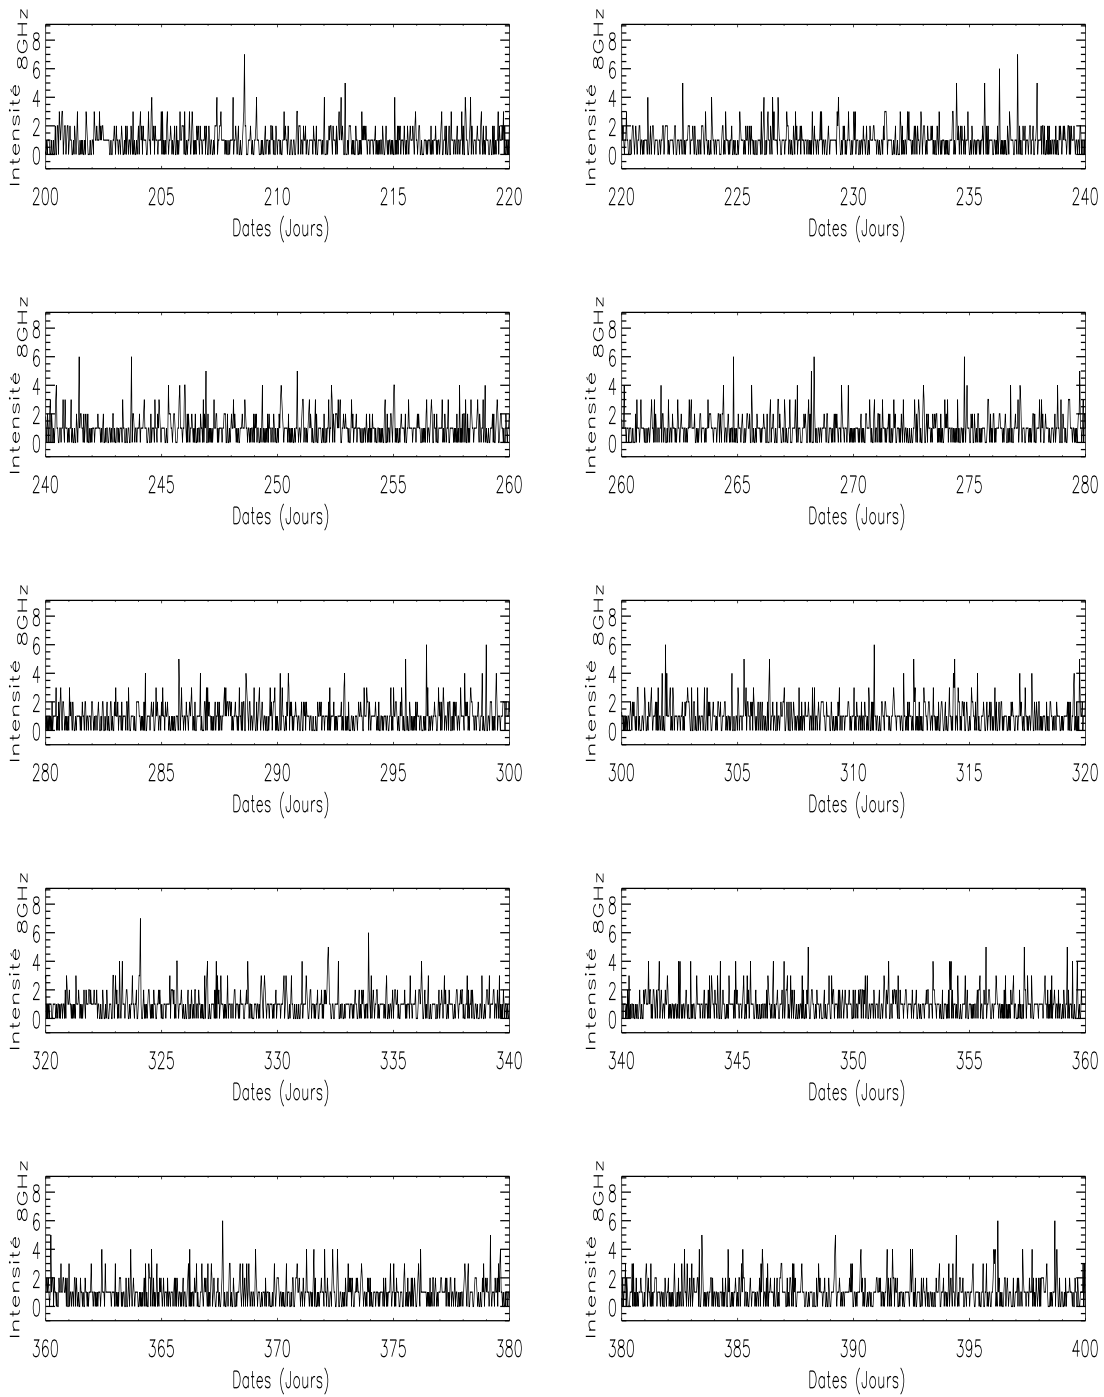 Intensité 8GHz
8
6
4
2
0
200 205 210 215 220
Dates (Jours)
Intensité 8GHz
8
6
4
2
0
220 225 230 235 240
Dates (Jours)
Intensité 8GHz
8
6
4
2
0
240 245 250 255 260
Dates (Jours)
Intensité 8GHz
8
6
4
2
0
260 265 270 275 280
Dates (Jours)
Intensité 8GHz
8
6
4
2
0
280 285 290 295 300
Dates (Jours)
Intensité 8GHz
8
6
4
2
0
300 305 310 315 320
Dates (Jours)
Intensité 8GHz
8
6
4
2
0
320 325 330 335 340
Dates (Jours)
Intensité 8GHz
8
6
4
2
0
340 345 350 355 360
Dates (Jours)
Intensité 8GHz
8
6
4
2
0
360 365 370 375 380
Dates (Jours)
Intensité 8GHz
8
6
4
2
0
380 385 390 395 400
Dates (Jours)